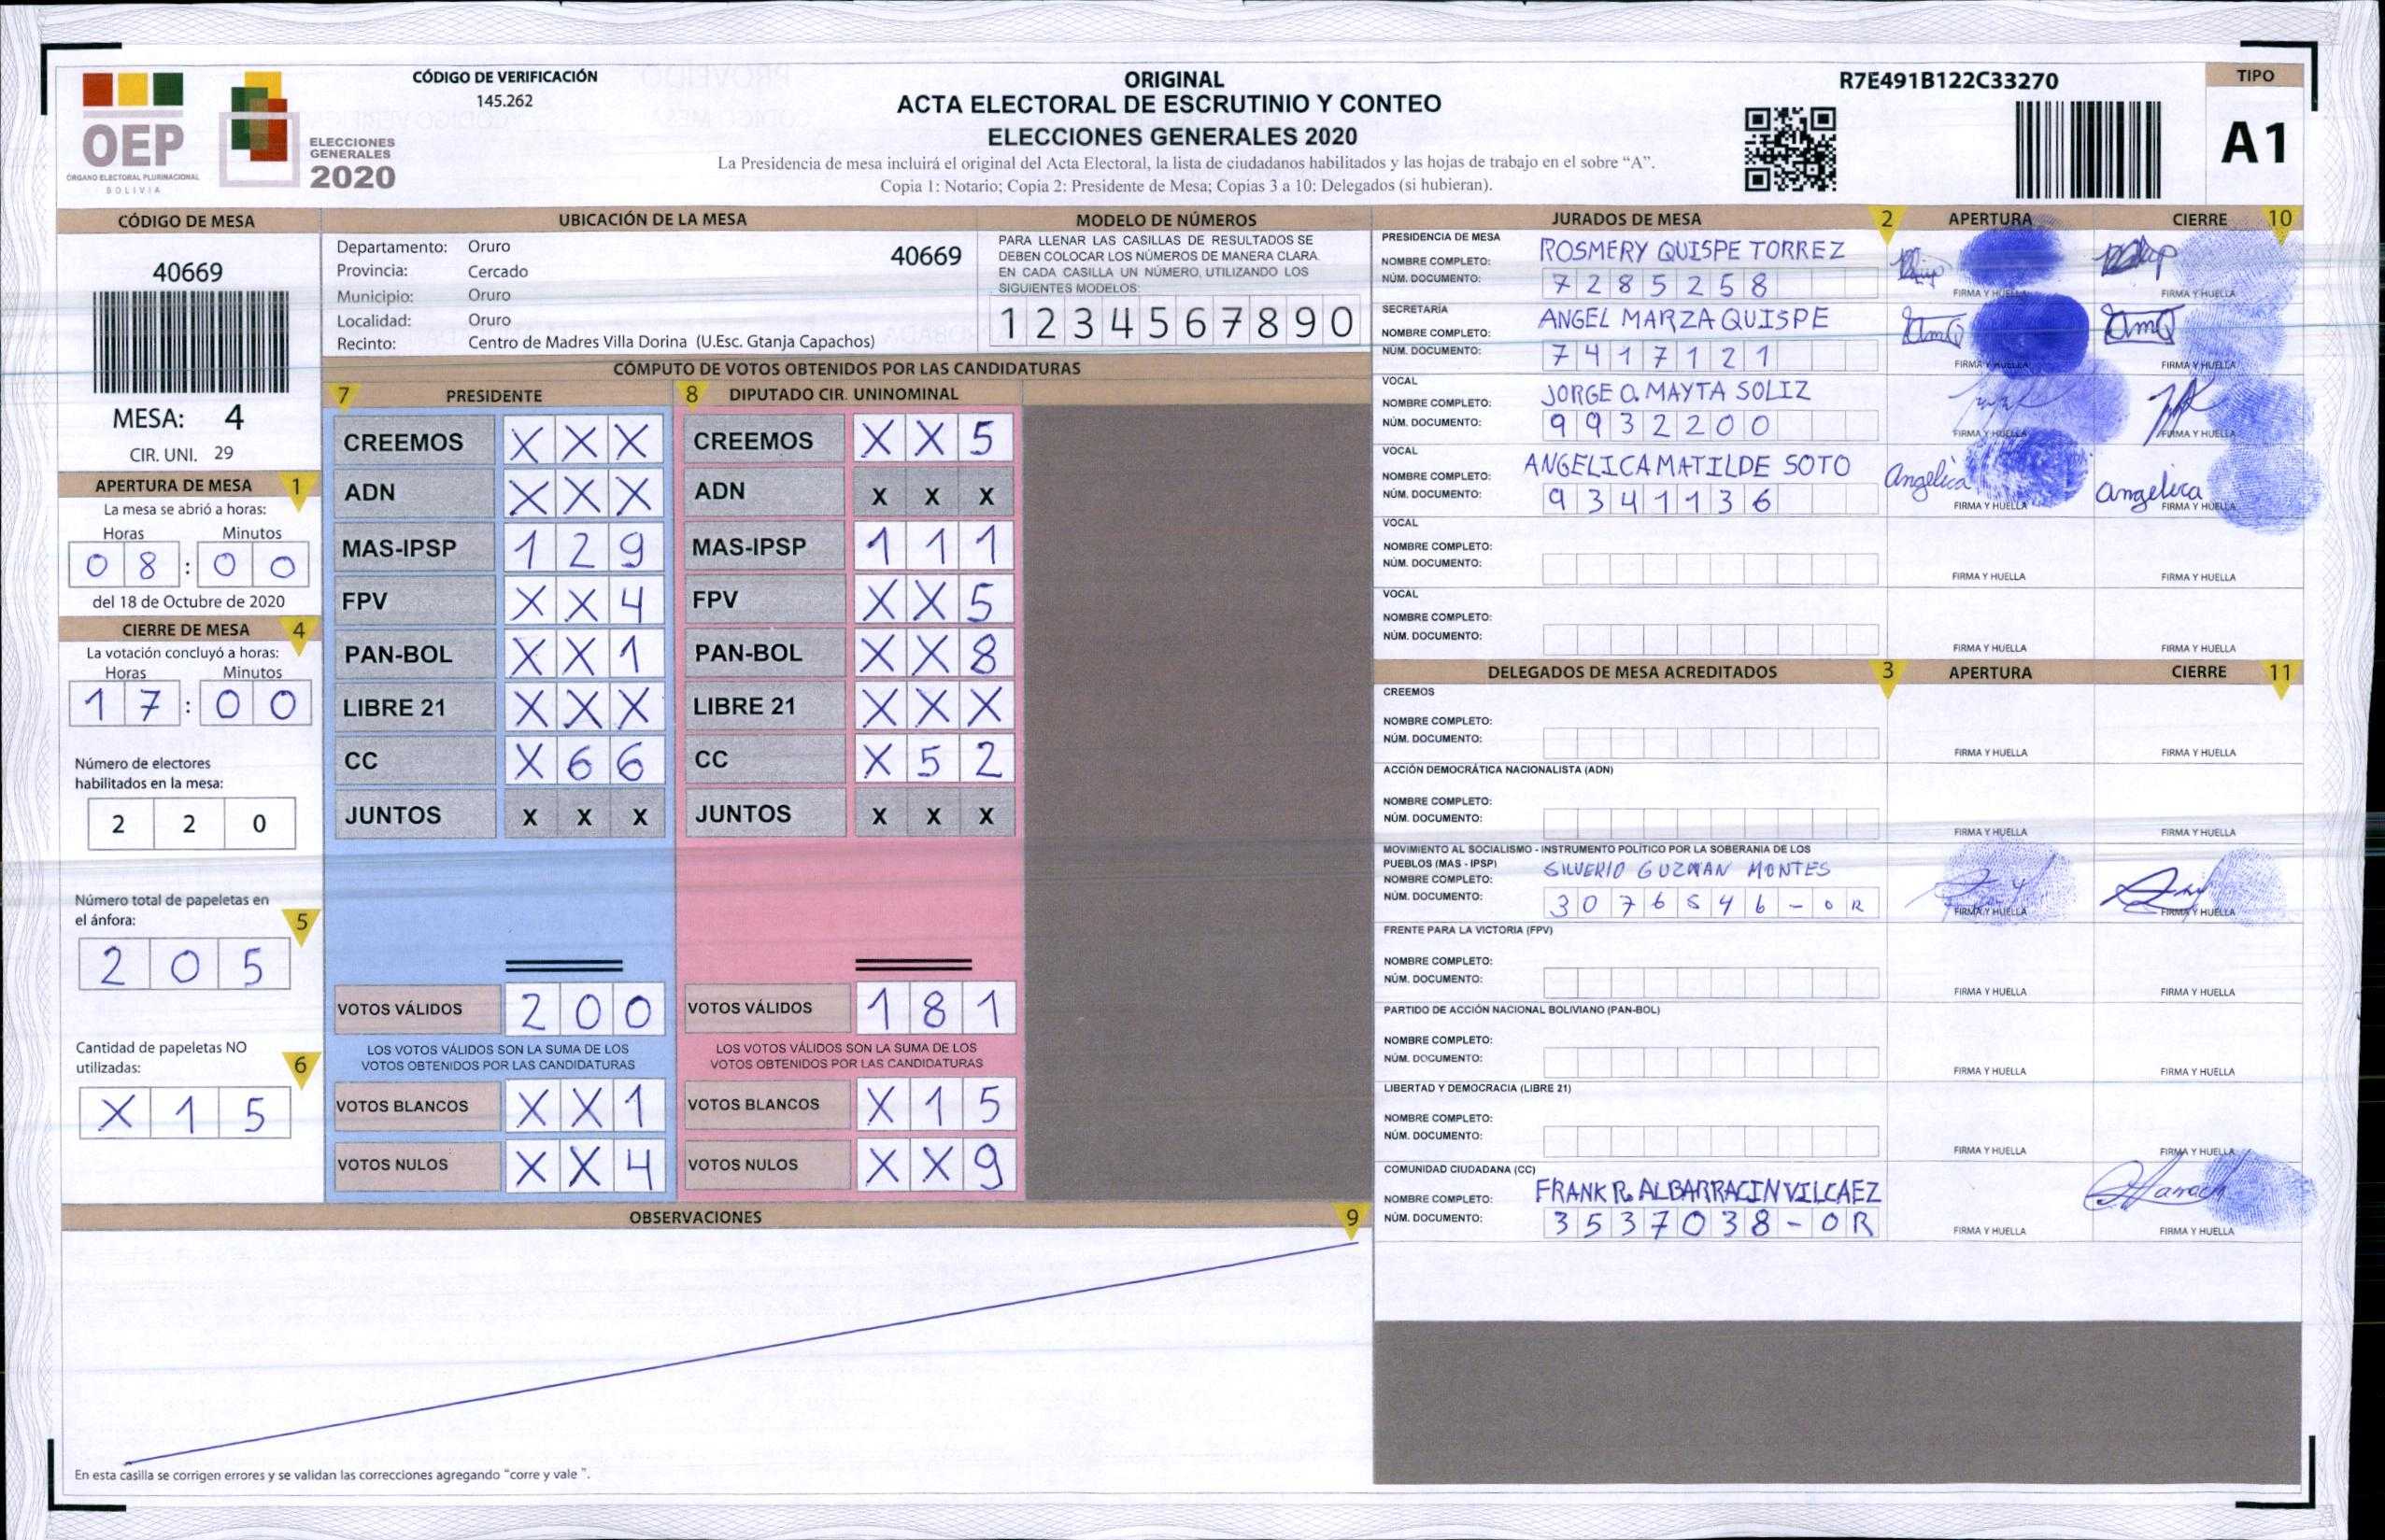 CÓDIGO DE VERIFICACIÓN
145.262
OEP
ÓRGANO ELECTORAL PLURINACIONAL
BOLIVIA
ELECCIONES
GENERALES
2020
ORIGINAL
ACTA ELECTORAL DE ESCRUTINIO Y CONTEO
ELECCIONES GENERALES 2020
La Presidencia de mesa incluirá el original del Acta Electoral, la lista de ciudadanos habilitados y las hojas de trabajo en el sobre “A”.
Copia 1: Notario; Copia 2: Presidente de Mesa; Copias 3 a 10: Delegados (si hubieran).
R7E491B122C33270
TIPO
A1
CÓDIGO DE MESA
40669
MESA: 4
CIR. UNI. 29
APERTURA DE MESA 1
La mesa se abrió a horas:
Horas Minutos
0 8 : 0 0
del 18 de Octubre de 2020
CIERRE DE MESA 4
La votación concluyó a horas:
Horas Minutos
1 7 : 0 0
Número de electores
habilitados en la mesa:
2 2 0
Número total de papeletas en
el ánfora: 5
2 0 5
Cantidad de papeletas NO
utilizadas: 6
X 1 5
UBICACIÓN DE LA MESA
Departamento: Oruro
40669
Provincia: Cercado
Municipio: Oruro
Localidad: Oruro
Recinto: Centro de Madres Villa Dorina (U.Esc. Gtanja Capachos)
MODELO DE NÚMEROS
PARA LLENAR LAS CASILLAS DE RESULTADOS SE
DEBEN COLOCAR LOS NÚMEROS DE MANERA CLARA
EN CADA CASILLA UN NÚMERO, UTILIZANDO LOS
SIGUIENTES MODELOS:
1 2 3 4 5 6 7 8 9 0
CÓMPUTO DE VOTOS OBTENIDOS POR LAS CANDIDATURAS
7 PRESIDENTE
CREEMOS X X X
ADN X X X
MAS-IPSP 1 2 9
FPV X X 4
PAN-BOL X X 1
LIBRE 21 X X X
CC X 6 6
JUNTOS X X X
VOTOS VÁLIDOS 2 0 0
LOS VOTOS VÁLIDOS SON LA SUMA DE LOS
VOTOS OBTENIDOS POR LAS CANDIDATURAS
VOTOS BLANCOS X X 1
VOTOS NULOS X X 4
8 DIPUTADO CIR. UNINOMINAL
CREEMOS X X 5
ADN X X X
MAS-IPSP 1 1 1
FPV X X 5
PAN-BOL X X 8
LIBRE 21 X X X
CC X 5 2
JUNTOS X X X
VOTOS VÁLIDOS 1 8 1
LOS VOTOS VÁLIDOS SON LA SUMA DE LOS
VOTOS OBTENIDOS POR LAS CANDIDATURAS
VOTOS BLANCOS X 1 5
VOTOS NULOS X X 9
OBSERVACIONES 9
En esta casilla se corrigen errores y se validan las correcciones agregando “corre y vale ”.
JURADOS DE MESA 2 APERTURA CIERRE 10
PRESIDENCIA DE MESA
NOMBRE COMPLETO: ROSMERY QUISPE TORREZ
NÚM. DOCUMENTO: 7 2 8 5 2 5 8
FIRMA Y HUELLA FIRMA Y HUELLA
SECRETARÍA
NOMBRE COMPLETO: ANGEL MARZA QUISPE
NÚM. DOCUMENTO: 7 4 1 7 1 2 1
FIRMA Y HUELLA FIRMA Y HUELLA
VOCAL
NOMBRE COMPLETO: JORGE O. MAYTA SOLIZ
NÚM. DOCUMENTO: 9 9 3 2 2 0 0
FIRMA Y HUELLA FIRMA Y HUELLA
VOCAL
NOMBRE COMPLETO: ANGELICA MATILDE SOTO
Angelica angelica
NÚM. DOCUMENTO: 9 3 4 1 1 3 6
FIRMA Y HUELLA FIRMA Y HUELLA
VOCAL
NOMBRE COMPLETO:
NÚM. DOCUMENTO:
FIRMA Y HUELLA FIRMA Y HUELLA
VOCAL
NOMBRE COMPLETO:
NÚM. DOCUMENTO:
FIRMA Y HUELLA FIRMA Y HUELLA
DELEGADOS DE MESA ACREDITADOS 3 APERTURA CIERRE 11
CREEMOS
NOMBRE COMPLETO:
NÚM. DOCUMENTO:
FIRMA Y HUELLA FIRMA Y HUELLA
ACCIÓN DEMOCRÁTICA NACIONALISTA (ADN)
NOMBRE COMPLETO:
NÚM. DOCUMENTO:
FIRMA Y HUELLA FIRMA Y HUELLA
MOVIMIENTO AL SOCIALISMO - INSTRUMENTO POLÍTICO POR LA SOBERANIA DE LOS
PUEBLOS (MAS - IPSP)
NOMBRE COMPLETO: SILVERIO GUZMAN MONTES
NÚM. DOCUMENTO: 3 0 7 6 5 4 6 - 0 R
FIRMA Y HUELLA FIRMA Y HUELLA
FRENTE PARA LA VICTORIA (FPV)
NOMBRE COMPLETO:
NÚM. DOCUMENTO:
FIRMA Y HUELLA FIRMA Y HUELLA
PARTIDO DE ACCIÓN NACIONAL BOLIVIANO (PAN-BOL)
NOMBRE COMPLETO:
NÚM. DOCUMENTO:
FIRMA Y HUELLA FIRMA Y HUELLA
LIBERTAD Y DEMOCRACIA (LIBRE 21)
NOMBRE COMPLETO:
NÚM. DOCUMENTO:
FIRMA Y HUELLA FIRMA Y HUELLA
COMUNIDAD CIUDADANA (CC)
NOMBRE COMPLETO: FRANK R. ALBARRACIN VILCAEZ
NÚM. DOCUMENTO: 3 5 3 7 0 3 8 - 0 R
FIRMA Y HUELLA FIRMA Y HUELLA